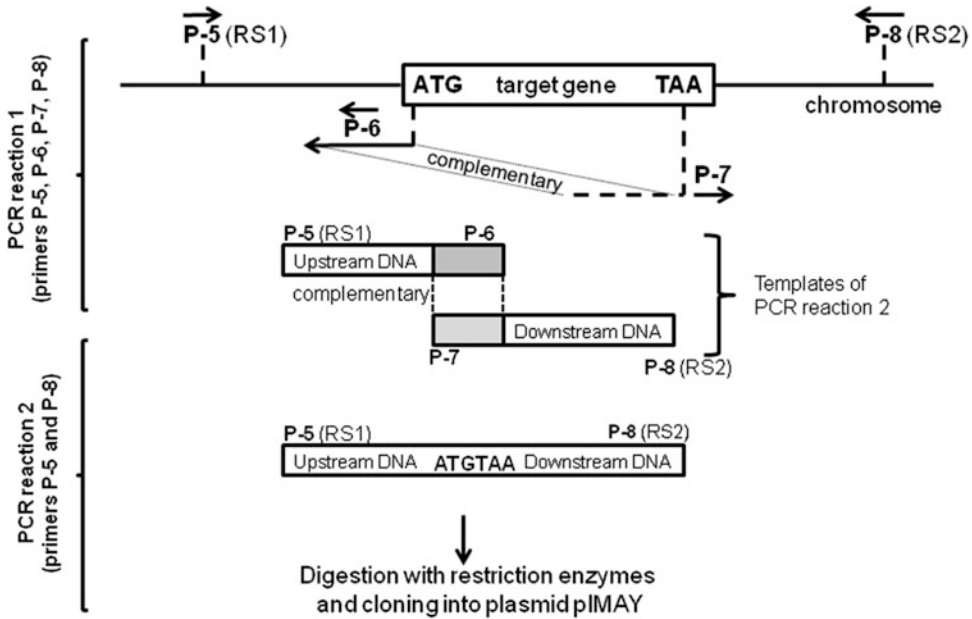 P-5 (RS1)
P-8 (RS2)
ATG target gene TAA
chromosome
P-6
complementary
P-7
PCR reaction 1
(primers P-5, P-6, P-7, P-8)
P-5 (RS1)
P-6
Upstream DNA
complementary
Downstream DNA
P-7
P-8 (RS2)
Templates of
PCR reaction 2
PCR reaction 2
(primers P-5 and P-8)
P-5 (RS1)
P-8 (RS2)
Upstream DNA ATGTAA Downstream DNA
Digestion with restriction enzymes
and cloning into plasmid pIMAY